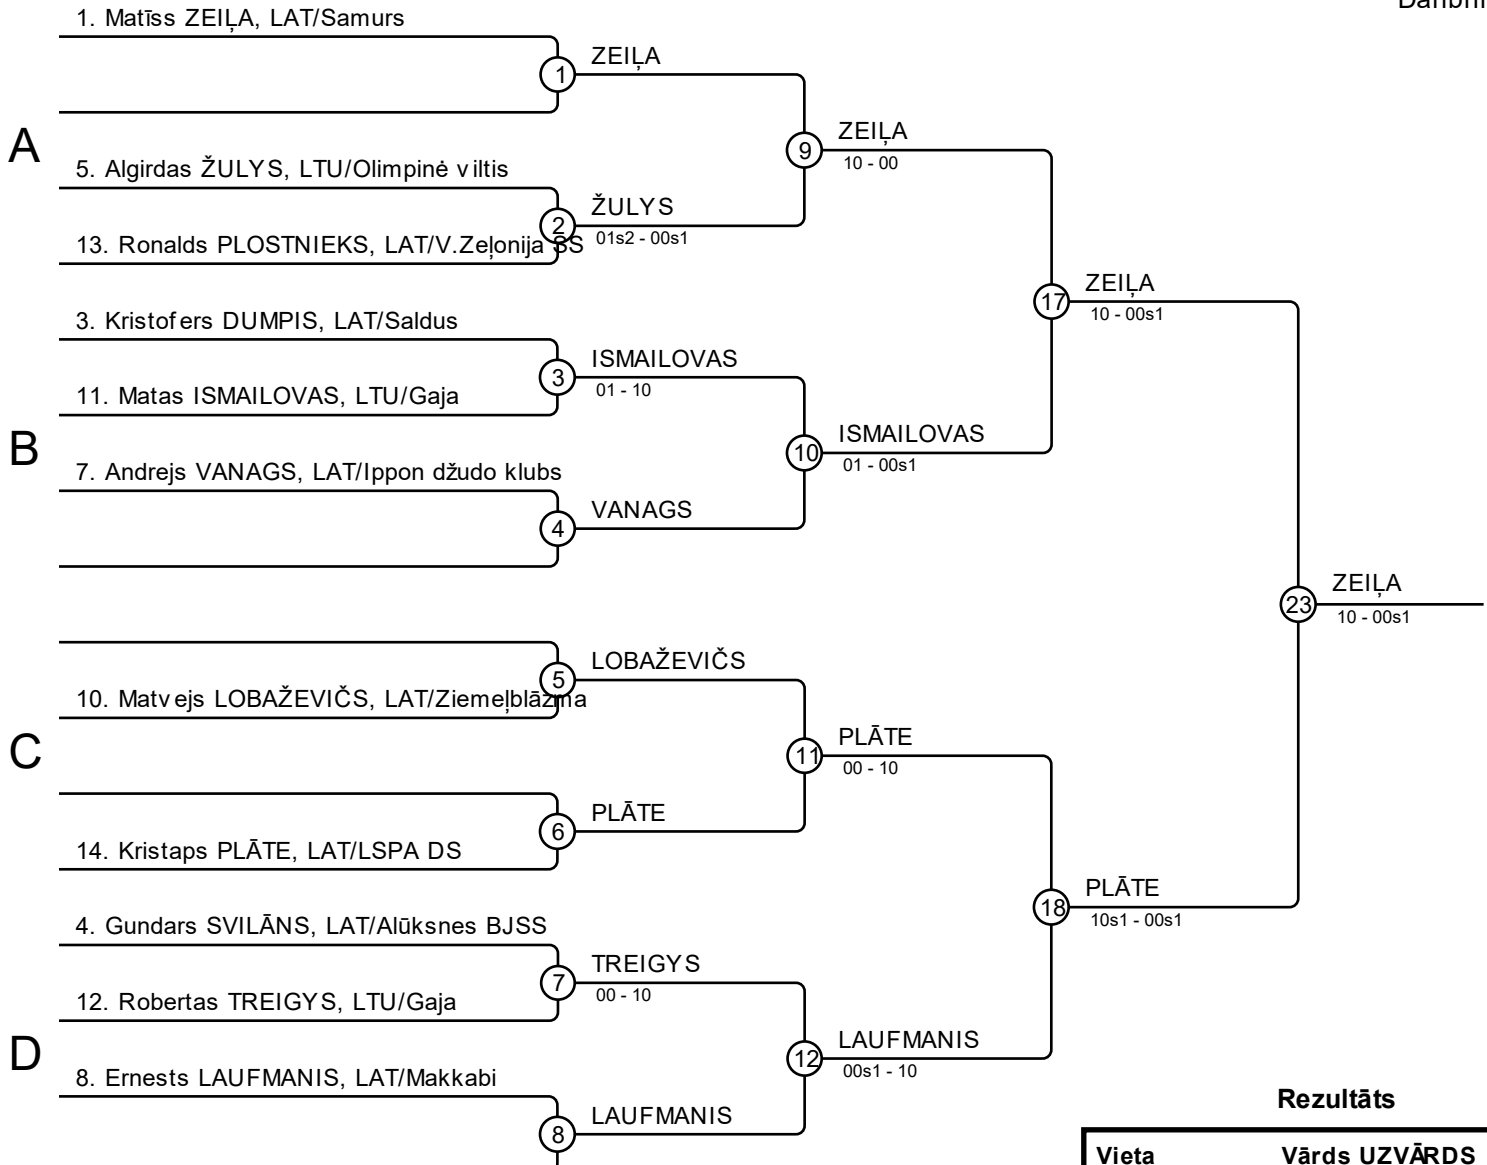 1. Matīss ZEIĻA, LAT/Samurs
ZEIĻA
1
A
ZEIĻA
9
10 - 00
5. Algirdas ŽULYS, LTU/Olimpinė viltis
ŽULYS
2
01s2 - 00s1
13. Ronalds PLOSTNIEKS, LAT/V.Zeļonija SS
ZEIĻA
17
10 - 00s1
3. Kristofers DUMPIS, LAT/Saldus
ISMAILOVAS
3
01 - 10
11. Matas ISMAILOVAS, LTU/Gaja
B
ISMAILOVAS
10
01 - 00s1
7. Andrejs VANAGS, LAT/Ippon džudo klubs
VANAGS
4
ZEIĻA
23
10 - 00s1
LOBAŽEVIČS
5
10. Matvejs LOBAŽEVIČS, LAT/Ziemeļblāzma
C
PLĀTE
11
00 - 10
PLĀTE
6
14. Kristaps PLĀTE, LAT/LSPA DS
PLĀTE
18
10s1 - 00s1
4. Gundars SVILĀNS, LAT/Alūksnes BJSS
TREIGYS
7
00 - 10
12. Robertas TREIGYS, LTU/Gaja
D
LAUFMANIS
12
00s1 - 10
8. Ernests LAUFMANIS, LAT/Makkabi
LAUFMANIS
8
Rezultāts
Vieta Vārds UZVĀRDS